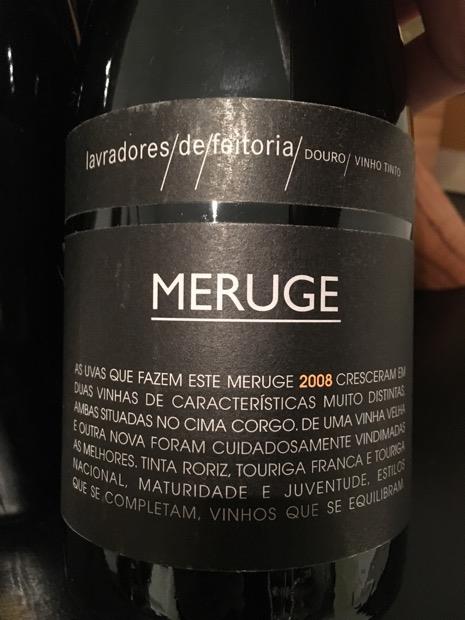 lavradores/de/feitoria/ DOURO/ VINHO TINTO
MERUGE
AS UVAS QUE FAZEM ESTE MERUGE 2008 CRESCERAM EM
DUAS VINHAS DE CARACTERÍSTICAS MUITO DISTINTAS,
AMBAS SITUADAS NO CIMA CORGO. DE UMA VINHA VELHA
E OUTRA NOVA FORAM CUIDADOSAMENTE VINDIMADAS
AS MELHORES. TINTA RORIZ, TOURIGA FRANCA E TOURIGA
NACIONAL, MATURIDADE E JUVENTUDE, ESTILOS
QUE SE COMPLETAM, VINHOS QUE SE EQUILIBRAM.